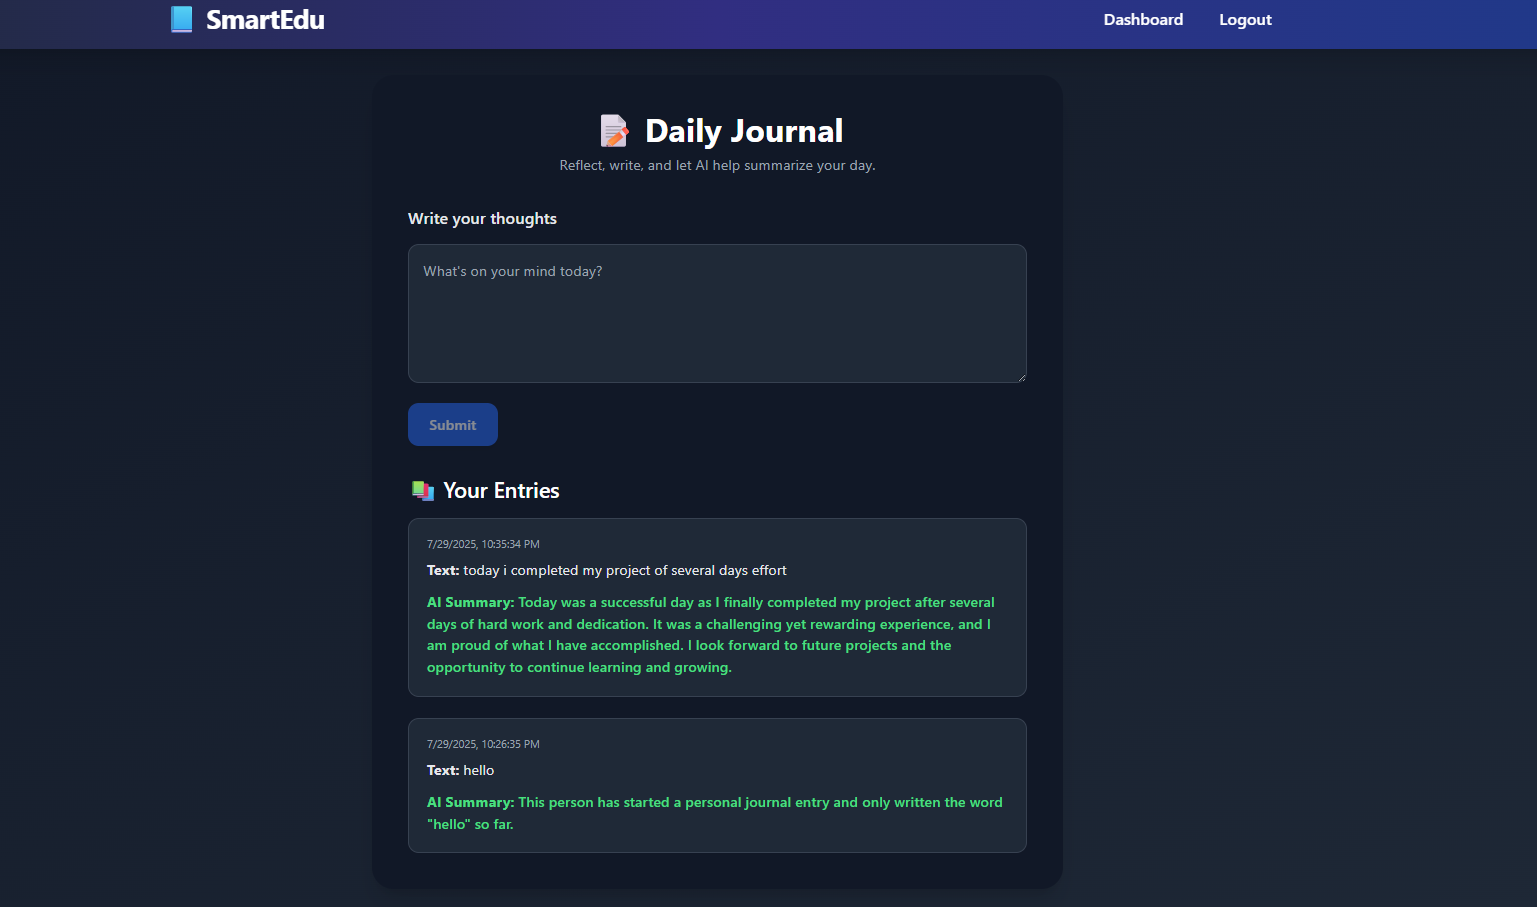 SmartEdu
Dashboard
Logout
Daily Journal
Reflect, write, and let AI help summarize your day.
Write your thoughts
What's on your mind today?
Submit
Your Entries
7/29/2025, 10:35:34 PM
Text: today i completed my project of several days effort
AI Summary: Today was a successful day as I finally completed my project after several
days of hard work and dedication. It was a challenging yet rewarding experience, and I
am proud of what I have accomplished. I look forward to future projects and the
opportunity to continue learning and growing.
7/29/2025, 10:26:35 PM
Text: hello
AI Summary: This person has started a personal journal entry and only written the word
"hello" so far.